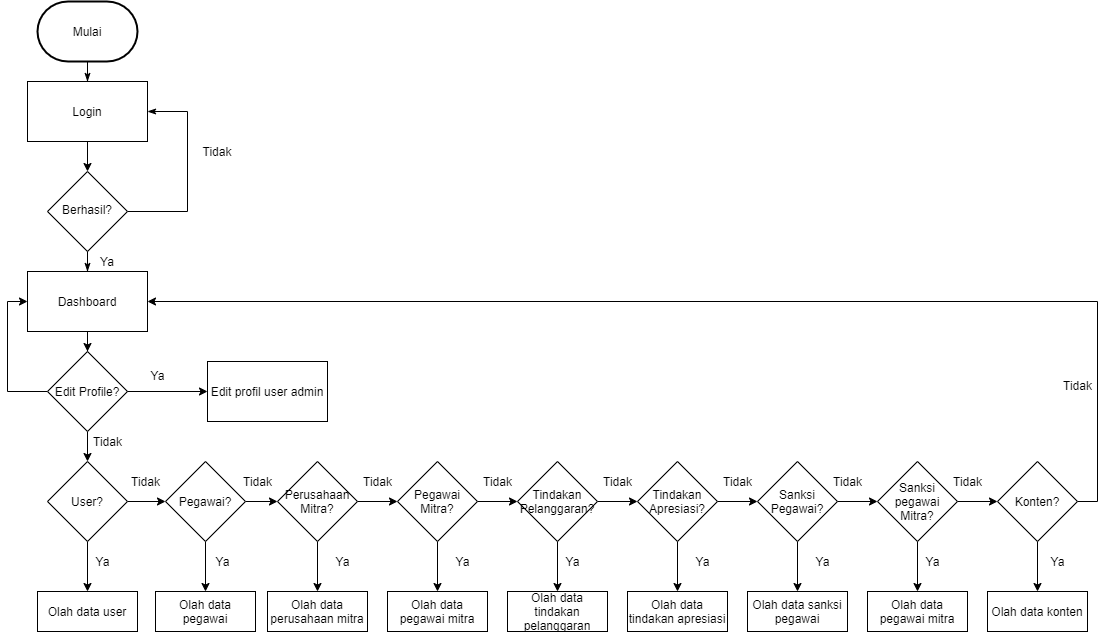 Mulai
Login
Tidak
Berhasil?
Ya
Dashboard
Edit Profile?
Ya
Edit profil user admin
Tidak
Tidak
User?
Tidak
Pegawai?
Tidak
Perusahaan
Mitra?
Tidak
Pegawai
Mitra?
Tidak
Tindakan
Pelanggaran?
Tidak
Tindakan
Apresiasi?
Tidak
Sanksi
Pegawai?
Tidak
Sanksi
pegawai
Mitra?
Tidak
Konten?
Ya
Ya
Ya
Ya
Ya
Ya
Ya
Ya
Ya
Olah data user
Olah data
pegawai
Olah data
perusahaan mitra
Olah data
pegawai mitra
Olah data
tindakan
pelanggaran
Olah data
tindakan apresiasi
Olah data sanksi
pegawai
Olah data
pegawai mitra
Olah data konten